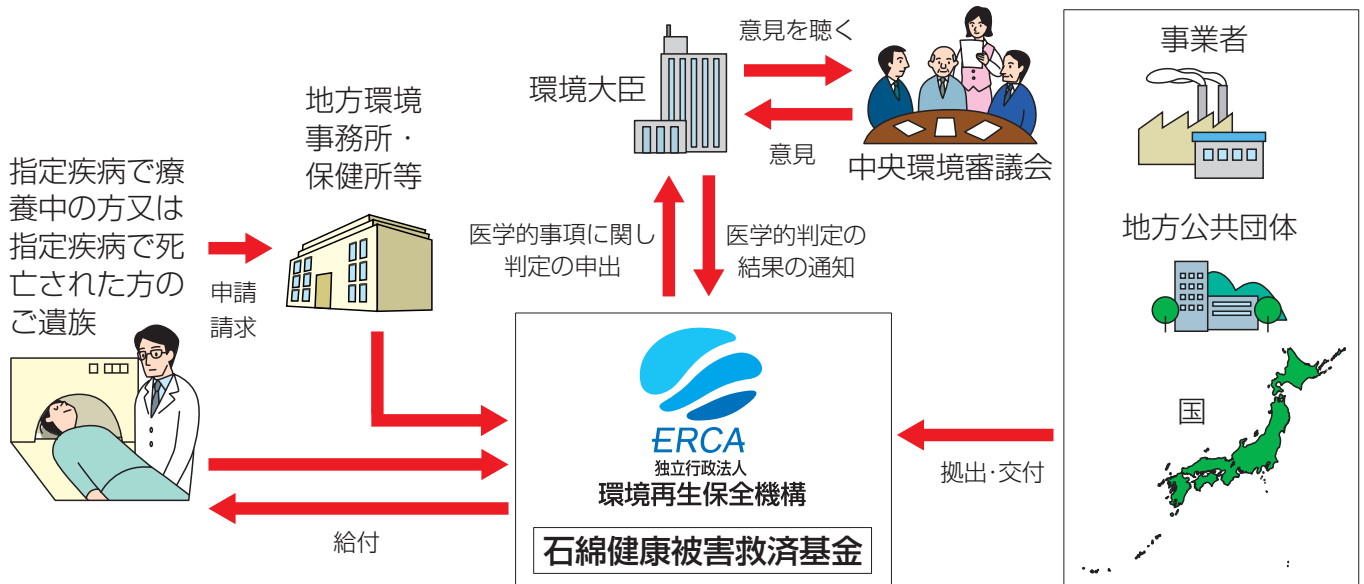 指定疾病で療
養中の方又は
指定疾病で死
亡された方の
ご遺族
申請
請求
地方環境
事務所・
保健所等
環境大臣
意見を聴く
意見
中央環境審議会
医学的事項に関し
判定の申出
医学的判定の
結果の通知
ERCA
独立行政法人
環境再生保全機構
石綿健康被害救済基金
給付
拠出・交付
事業者
地方公共団体
国